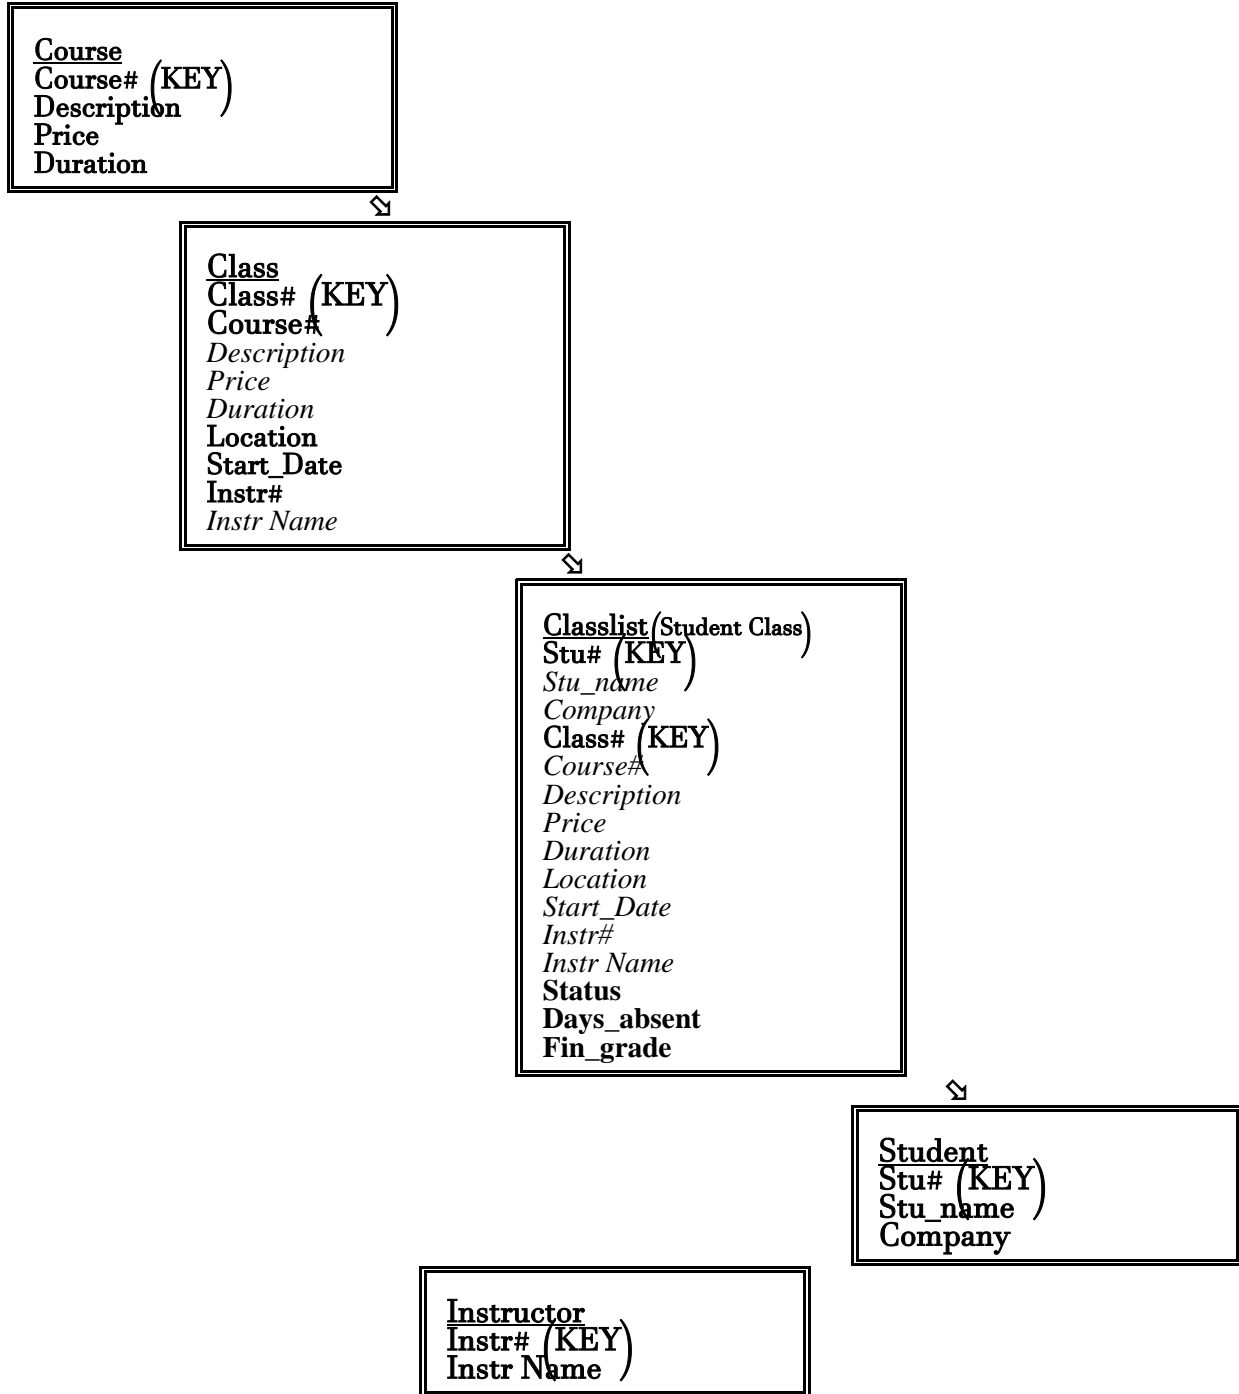 Course
Course# (KEY)
Description
Price
Duration
Class
Class# (KEY)
Course#
Description
Price
Duration
Location
Start_Date
Instr#
Instr Name
Classlist(Student Class)
Stu# (KEY)
Stu_name
Company
Class# (KEY)
Course#
Description
Price
Duration
Location
Start_Date
Instr#
Instr Name
Status
Days_absent
Fin_grade
Student
Stu# (KEY)
Stu_name
Company
Instructor
Instr# (KEY)
Instr Name